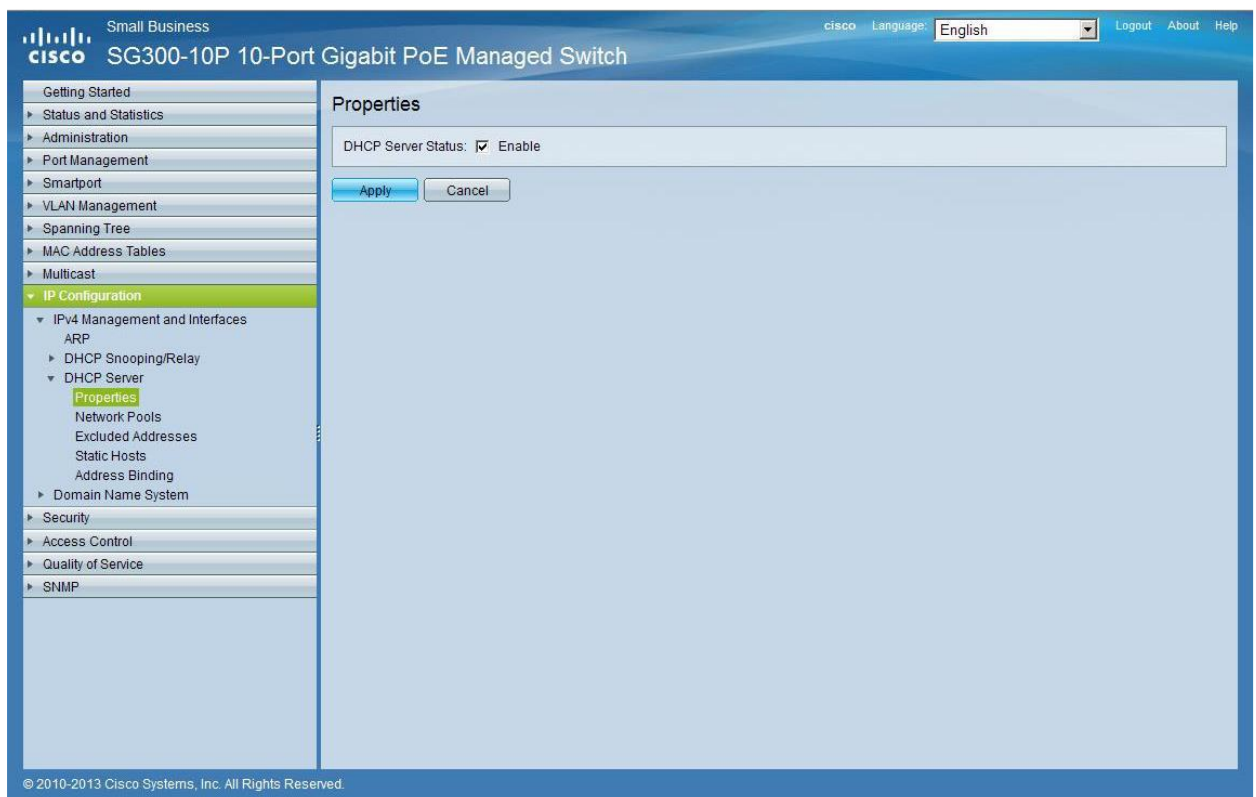 Small Business
cisco Language: English Logout About Help
CISCO SG300-10P 10-Port Gigabit PoE Managed Switch
Getting Started
Status and Statistics
Administration
Port Management
Smartport
VLAN Management
Spanning Tree
MAC Address Tables
Multicast
IP Configuration
IPv4 Management and Interfaces
ARP
DHCP Snooping/Relay
DHCP Server
Properties
Network Pools
Excluded Addresses
Static Hosts
Address Binding
Domain Name System
Security
Access Control
Quality of Service
SNMP
Properties
DHCP Server Status: Enable
Apply Cancel
© 2010-2013 Cisco Systems, Inc. All Rights Reserved.